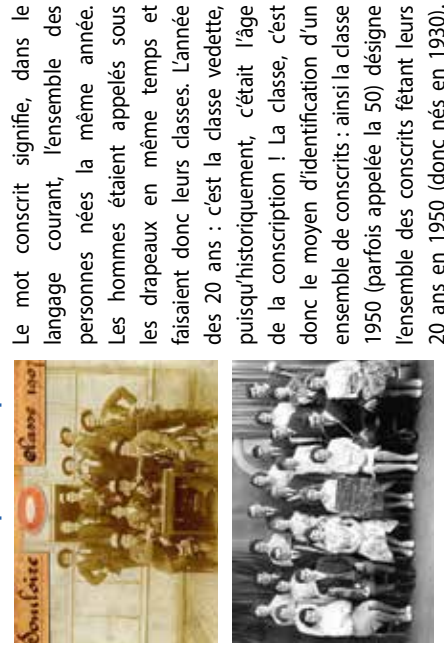 Somloire
Classe 1907
Le mot conscrit signifie, dans le
langage courant, l'ensemble des
personnes nées la même année.
Les hommes étaient appelés sous
les drapeaux en même temps et
faisaient donc leurs classes. L'année
des 20 ans : c'est la classe vedette,
puisqu'historiquement, c'était l'âge
de la conscription ! La classe, c'est
donc le moyen d'identification d'un
ensemble de conscrits : ainsi la classe
1950 (parfois appelée la 50) désigne
l'ensemble des conscrits fêtant leurs
20 ans en 1950 (donc nés en 1930).